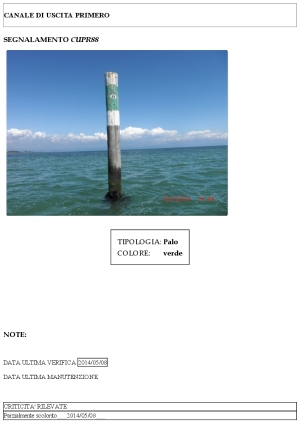 CANALE DI USCITA PRIMERO
SEGNALAMENTO CUPRS8
TIPOLOGIA: Palo
COLORE: verde
NOTE:
DATA ULTIMA VERIFICA 2014/05/08
DATA ULTIMA MANUTENZIONE
CRITICITA' RILEVATE
Parzialmente scolorito 2014/05/08